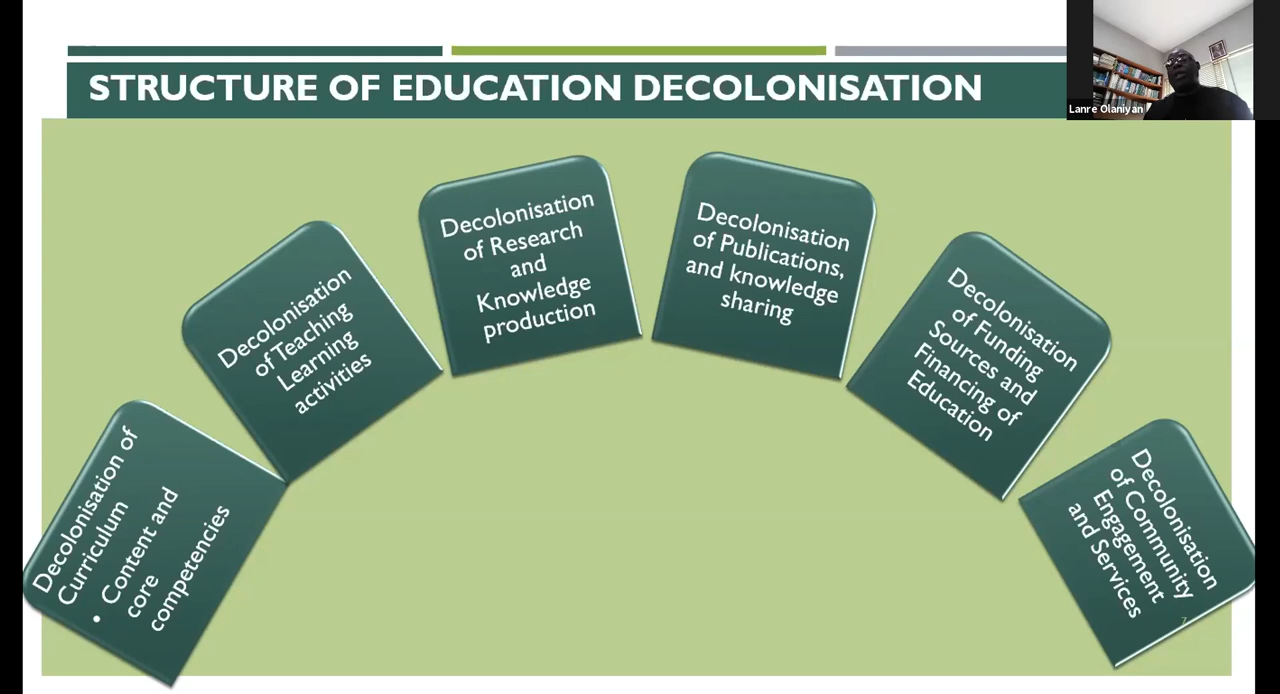 STRUCTURE OF EDUCATION DECOLONISATION
Lanre Olaniyan
Decolonisation of
Curriculum
• Content and
core
competencies
Decolonisation
of Teaching
Learning
activities
Decolonisation
of Research
and
Knowledge
production
Decolonisation
of Publications,
and knowledge
sharing
Decolonisation
of Funding
Sources and
Financing of
Education
Decolonisation
of Community
Engagement
and Services
7